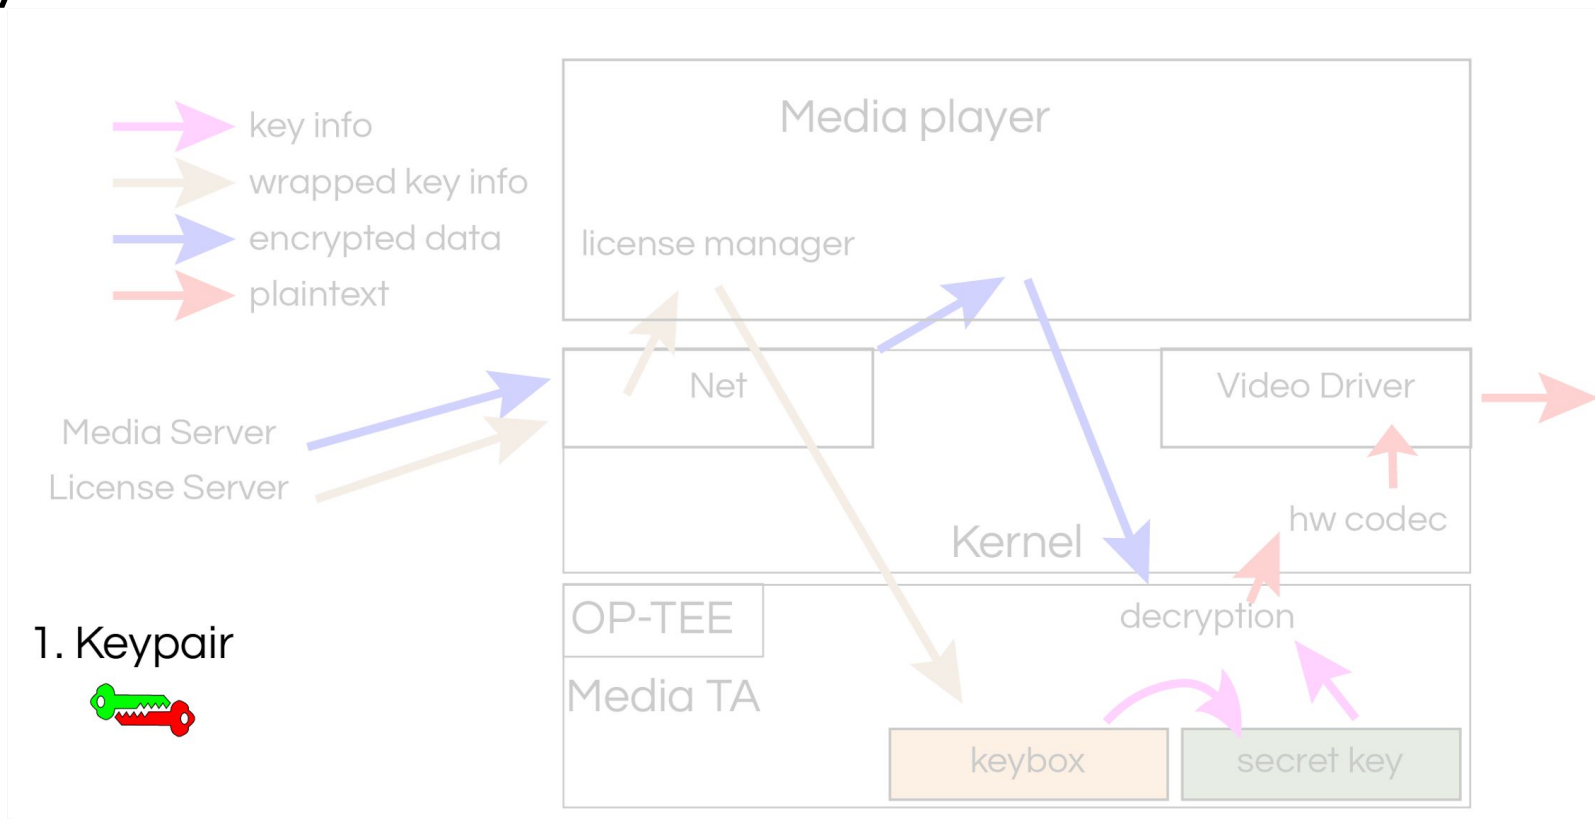 key info
wrapped key info
encrypted data
plaintext
Media player
license manager
Net
Video Driver
Media Server
License Server
hw codec
Kernel
OP-TEE
decryption
1. Keypair
Media TA
keybox
secret key